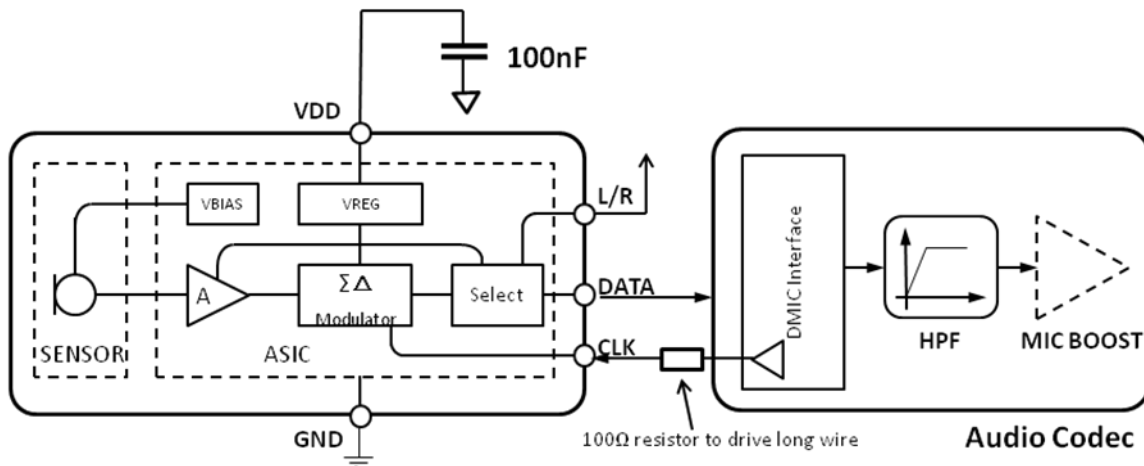 100nF
VDD
L/R
VBIAS
VREG
A
ΣΔ
Modulator
Select
DATA
SENSOR
ASIC
CLK
GND
100Ω resistor to drive long wire
DMIC Interface
HPF
MIC BOOST
Audio Codec